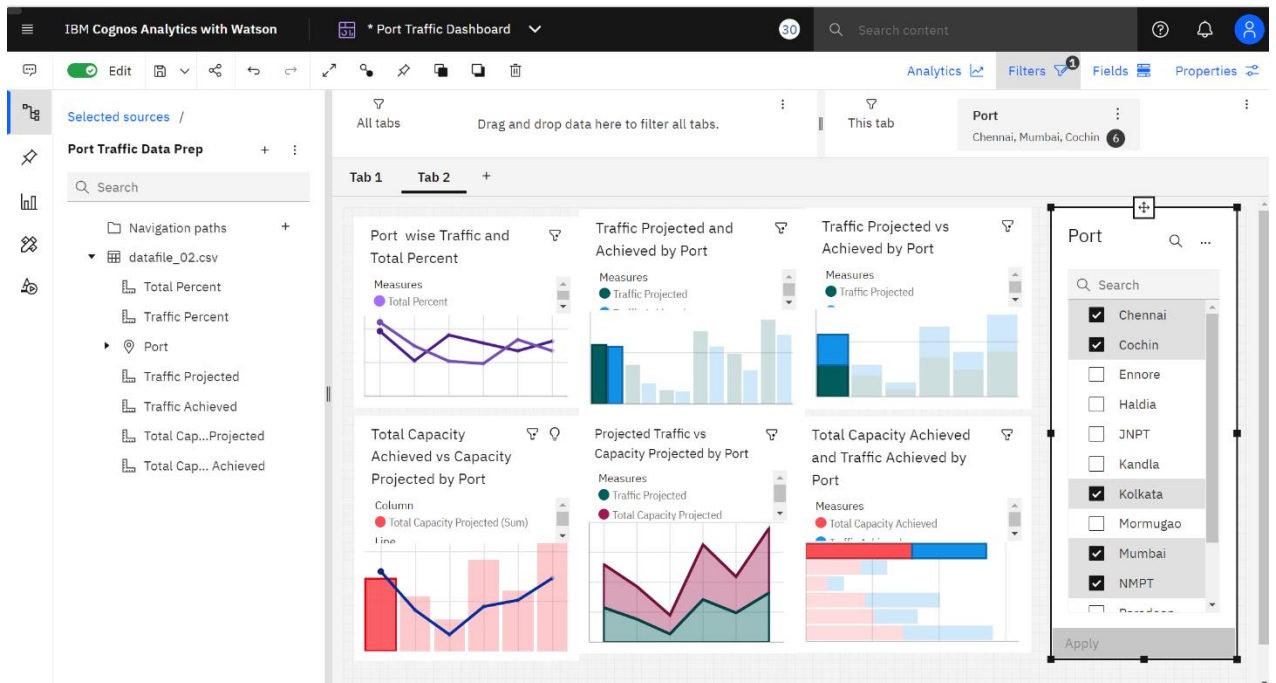 IBM Cognos Analytics with Watson
* Port Traffic Dashboard
30
Search content
Edit
Analytics
Filters
1
Fields
Properties
Selected sources /
Port Traffic Data Prep
Search
Navigation paths
datafile_02.csv
Total Percent
Traffic Percent
Port
Traffic Projected
Traffic Achieved
Total Cap...Projected
Total Cap... Achieved
All tabs
Drag and drop data here to filter all tabs.
This tab
Port
Chennai, Mumbai, Cochin 6
Tab 1
Tab 2
Port wise Traffic and
Total Percent
Measures
Total Percent
Traffic Projected and
Achieved by Port
Measures
Traffic Projected
Traffic Projected vs
Achieved by Port
Measures
Traffic Projected
Total Capacity
Achieved vs Capacity
Projected by Port
Column
Total Capacity Projected (Sum)
Line
Projected Traffic vs
Capacity Projected by Port
Measures
Traffic Projected
Total Capacity Projected
Total Capacity Achieved
and Traffic Achieved by
Port
Measures
Total Capacity Achieved
Port
Search
Chennai
Cochin
Ennore
Haldia
JNPT
Kandla
Kolkata
Mormugao
Mumbai
NMPT
Apply